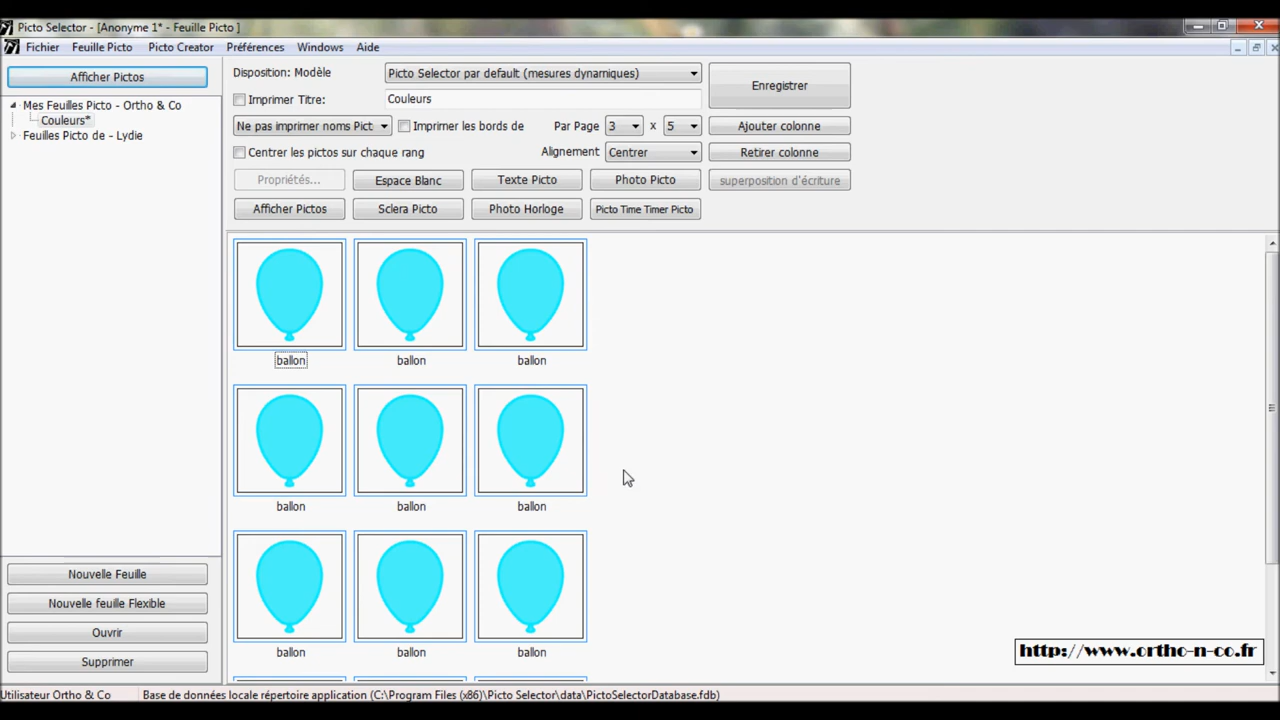 Picto Selector - [Anonyme 1* - Feuille Picto ]
Fichier Feuille Picto Picto Creator Préférences Windows Aide
Afficher Pictos
Mes Feuilles Picto - Ortho & Co
Couleurs*
Feuilles Picto de - Lydie
Disposition: Modèle Picto Selector par default (mesures dynamiques) Enregistrer
Imprimer Titre: Couleurs
Ne pas imprimer noms Pict Imprimer les bords de Par Page 3 x 5 Ajouter colonne
Centrer les pictos sur chaque rang Alignement Centrer Retirer colonne
Propriétés... Espace Blanc Texte Picto Photo Picto superposition d'écriture
Afficher Pictos Sclera Picto Photo Horloge Picto Time Timer Picto
ballon ballon ballon
ballon ballon ballon
ballon ballon ballon
Nouvelle Feuille
Nouvelle feuille Flexible
Ouvrir
Supprimer
http://www.ortho-n-co.fr
Utilisateur Ortho & Co Base de données locale répertoire application (C:\Program Files (x86)\Picto Selector\data\PictoSelectorDatabase.fdb)